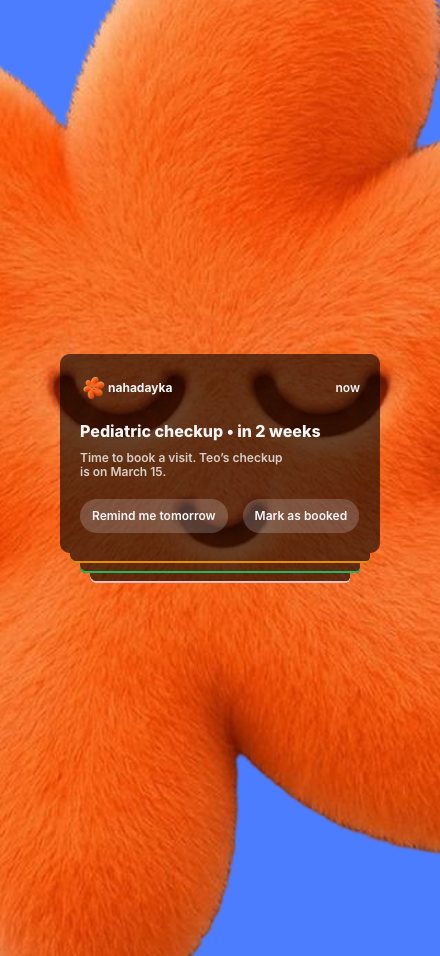 nahadayka
now
Pediatric checkup • in 2 weeks
Time to book a visit. Teo’s checkup
is on March 15.
Remind me tomorrow
Mark as booked